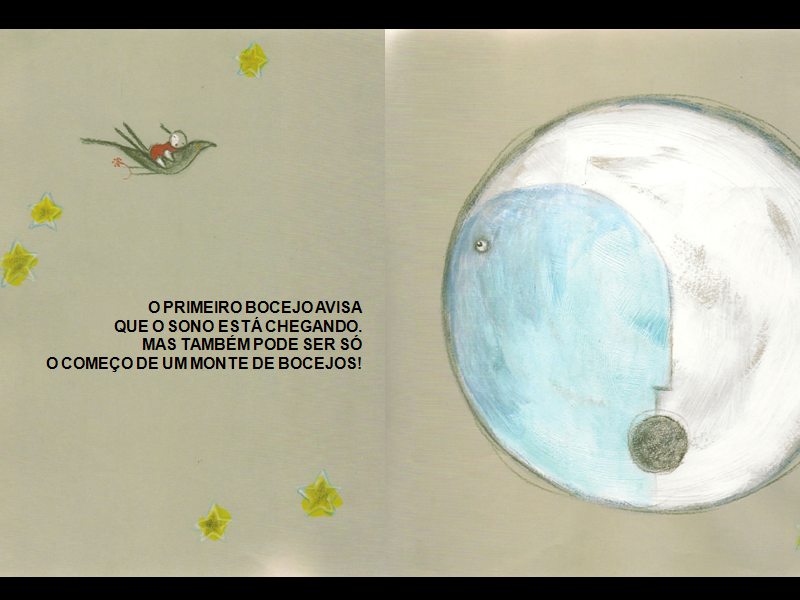 O PRIMEIRO BOCEJO AVISA
QUE O SONO ESTÁ CHEGANDO.
MAS TAMBÉM PODE SER SÓ
O COMEÇO DE UM MONTE DE BOCEJOS!